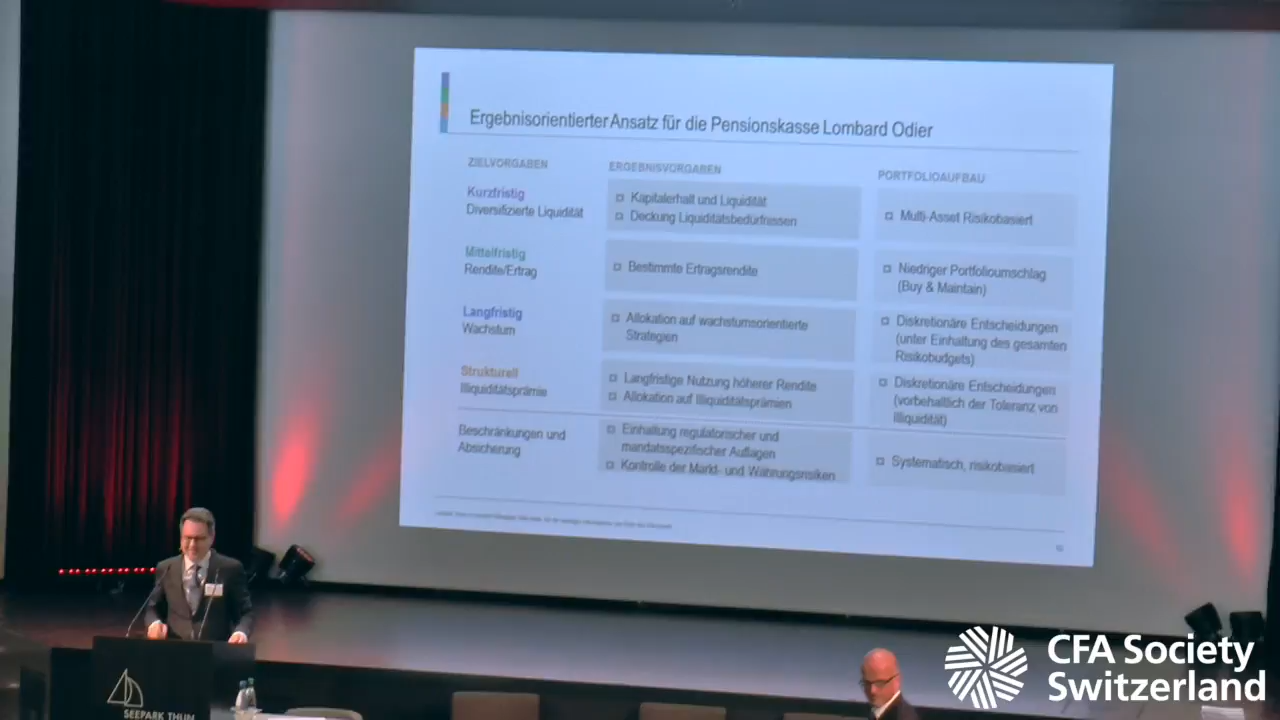 Ergebnisorientierter Ansatz für die Pensionskasse Lombard Odier
ZIELVORGABEN
ERGEBNISVORGABEN
PORTFOLIOAUFBAU
Kurzfristig
Diversifizierte Liquidität
Kapitalerhalt und Liquidität
Deckung Liquiditätsbedürfnissen
Multi-Asset Risikobasiert
Mittelfristig
Rendite/Ertrag
Bestimmte Ertragsrendite
Niedriger Portfolioumschlag
(Buy & Maintain)
Langfristig
Wachstum
Allokation auf wachstumsorientierte
Strategien
Diskretionäre Entscheidungen
(unter Einhaltung des gesamten
Risikobudgets)
Strukturell
Illiquiditätsprämie
Langfristige Nutzung höherer Rendite
Allokation auf Illiquiditätsprämien
Diskretionäre Entscheidungen
(vorbehaltlich der Toleranz von
Illiquidität)
Beschränkungen und
Absicherung
Einhaltung regulatorischer und
mandatsspezifischer Auflagen
Kontrolle der Markt- und Währungsrisiken
Systematisch, risikobasiert
SEEPARK THUN
CFA Society
Switzerland